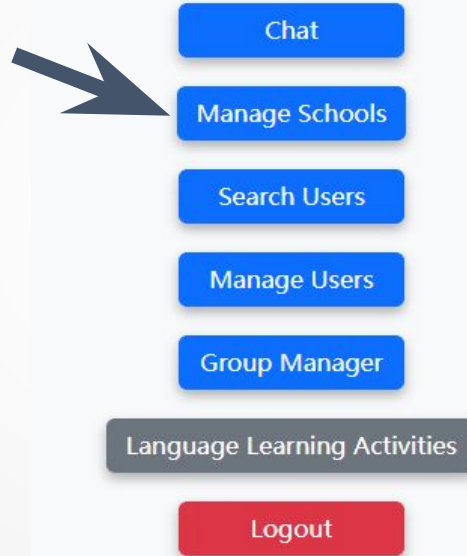 Chat
Manage Schools
Search Users
Manage Users
Group Manager
Language Learning Activities
Logout